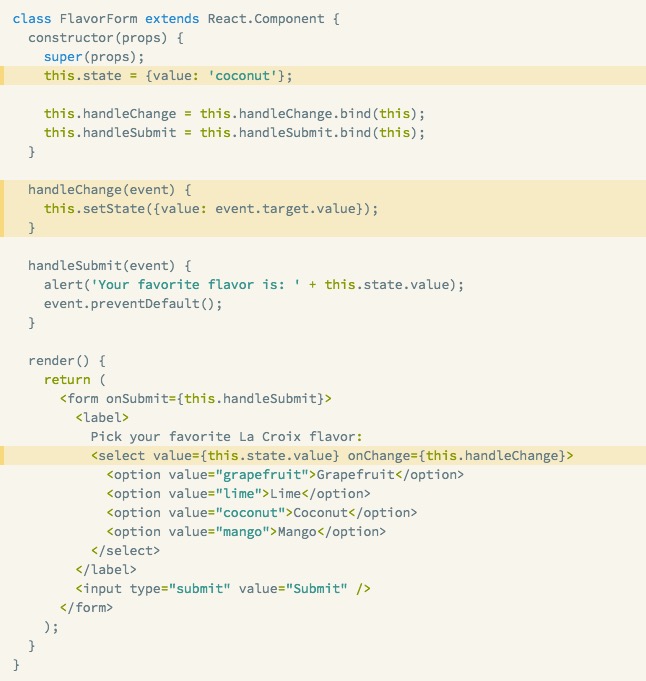 class FlavorForm extends React.Component {
  constructor(props) {
    super(props);
    this.state = {value: 'coconut'};

    this.handleChange = this.handleChange.bind(this);
    this.handleSubmit = this.handleSubmit.bind(this);
  }

  handleChange(event) {
    this.setState({value: event.target.value});
  }

  handleSubmit(event) {
    alert('Your favorite flavor is: ' + this.state.value);
    event.preventDefault();
  }

  render() {
    return (
      <form onSubmit={this.handleSubmit}>
        <label>
          Pick your favorite La Croix flavor:
          <select value={this.state.value} onChange={this.handleChange}>
            <option value="grapefruit">Grapefruit</option>
            <option value="lime">Lime</option>
            <option value="coconut">Coconut</option>
            <option value="mango">Mango</option>
          </select>
        </label>
        <input type="submit" value="Submit" />
      </form>
    );
  }
}